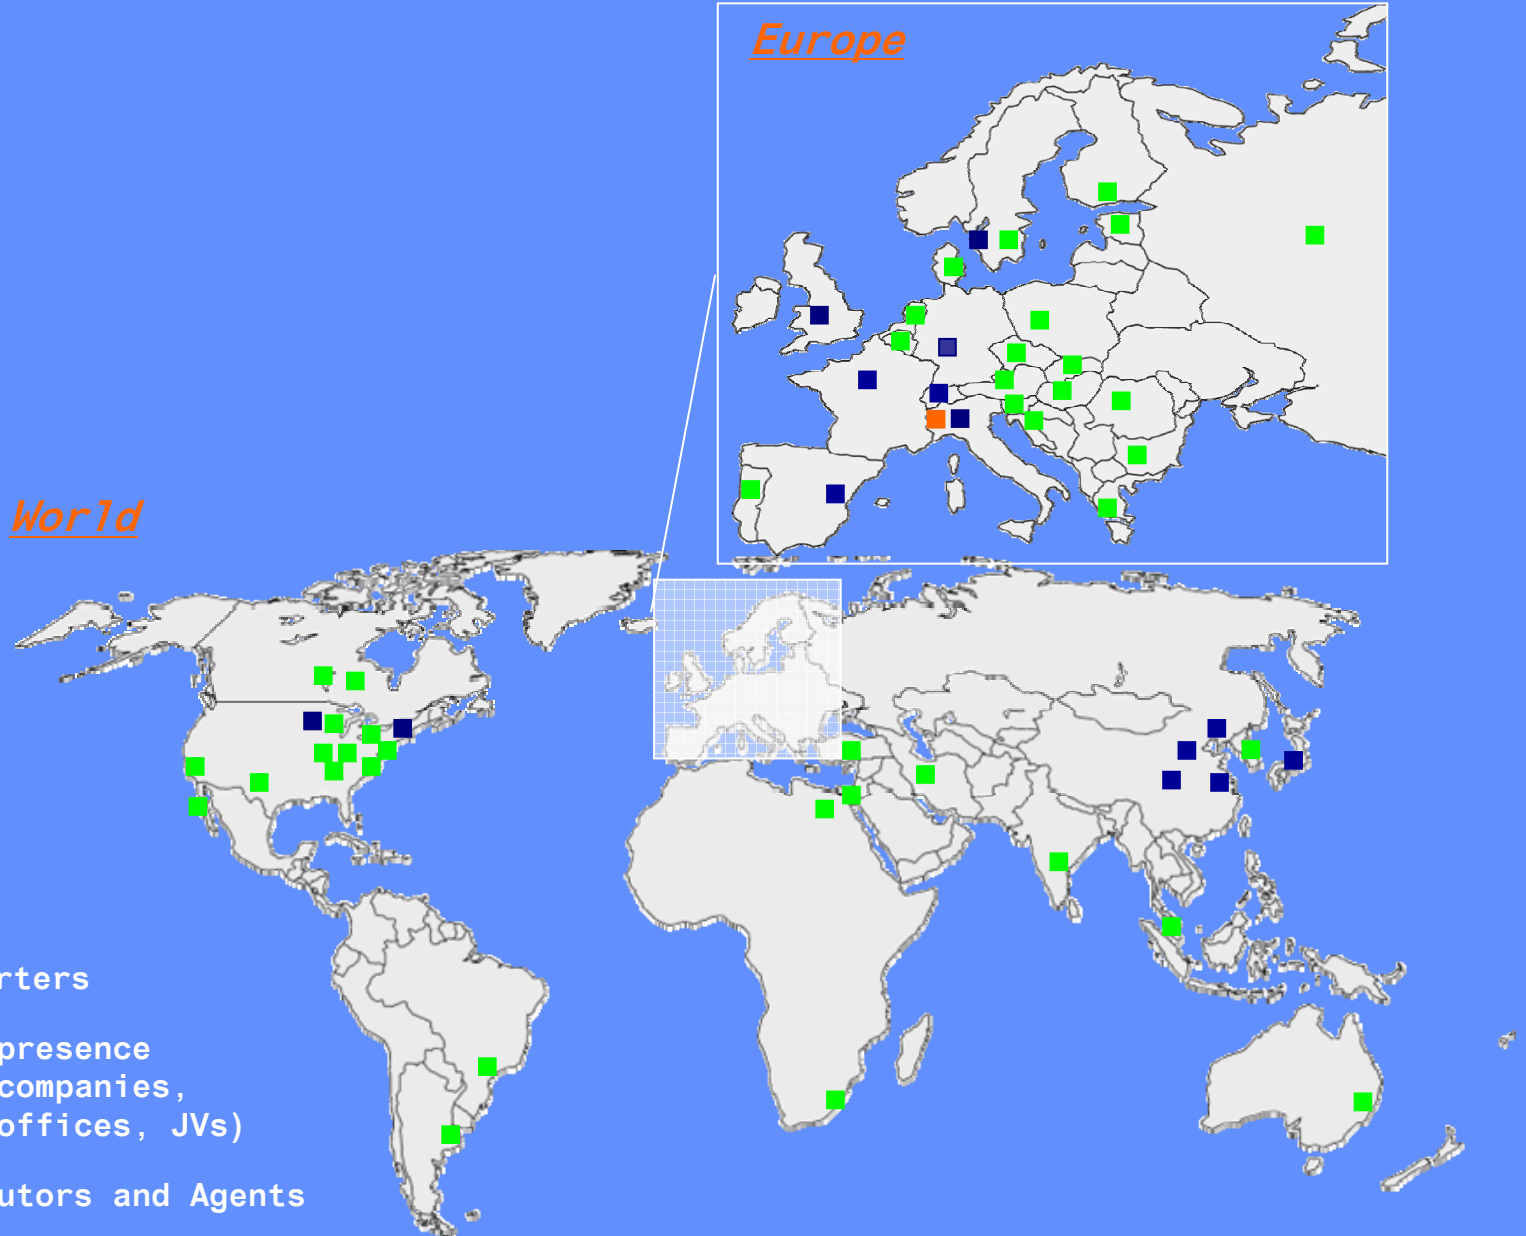 Europe
World
rters
presence
companies,
offices, JVs)
utors and Agents